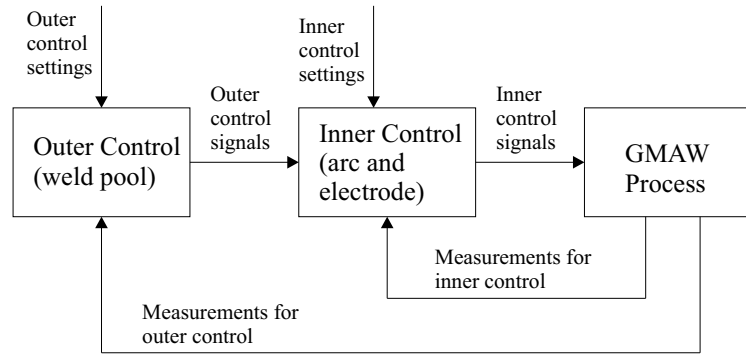 Outer
control
settings
Inner
control
settings
Outer Control
(weld pool)
Outer
control
signals
Inner Control
(arc and
electrode)
Inner
control
signals
GMAW
Process
Measurements for
inner control
Measurements for
outer control